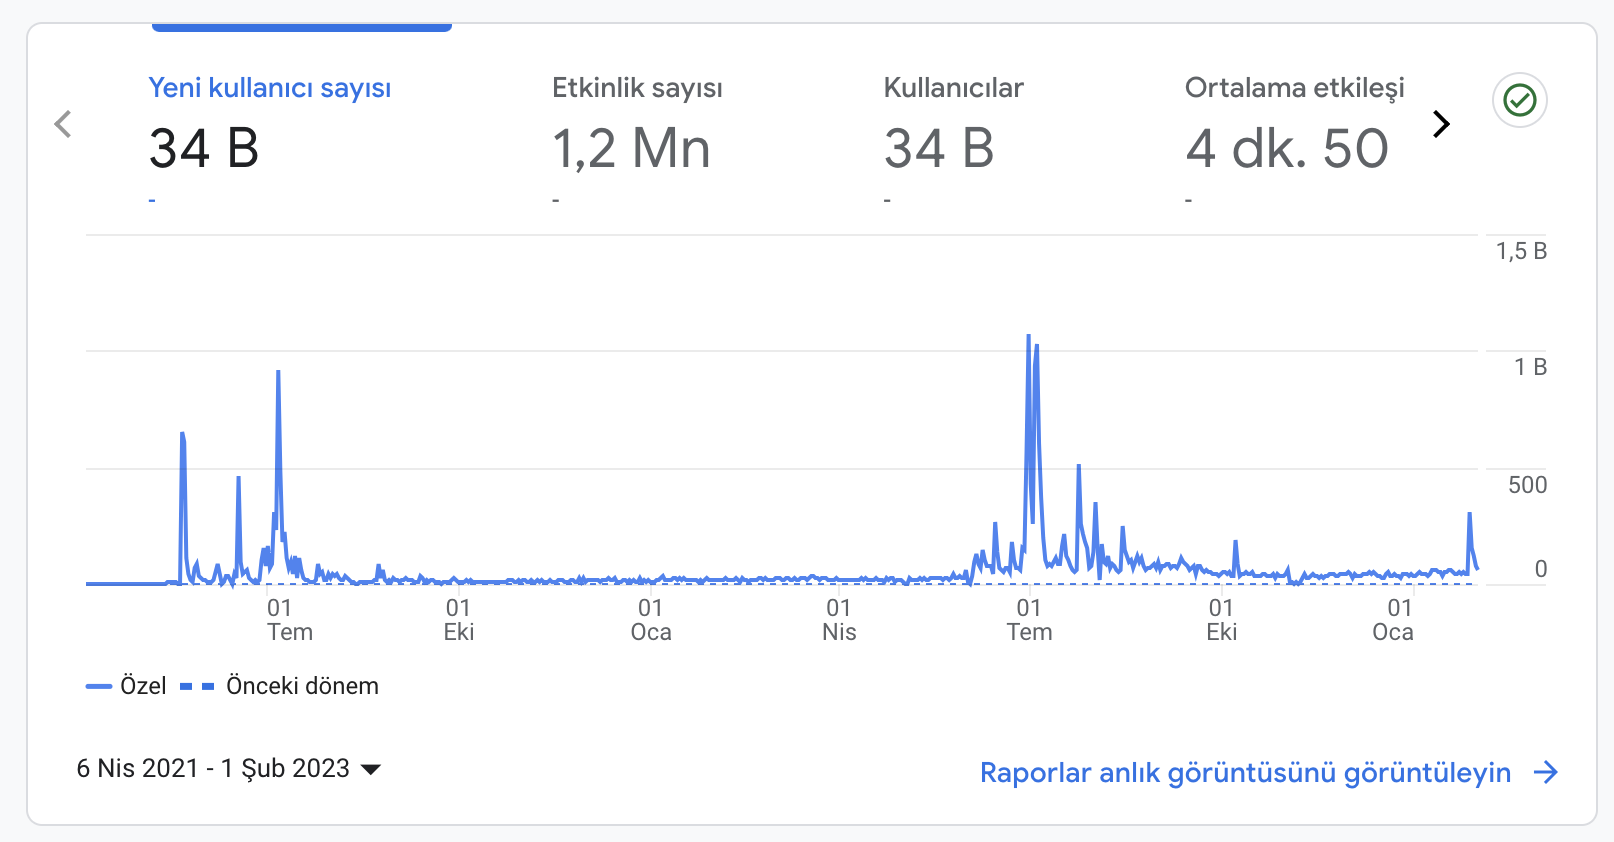 Yeni kullanıcı sayısı
34 B
-
Etkinlik sayısı
1,2 Mn
-
Kullanıcılar
34 B
-
Ortalama etkileşi
4 dk. 50
-
1,5 B
1 B
500
0
01
Tem
01
Eki
01
Oca
01
Nis
01
Tem
01
Eki
01
Oca
Özel
Önceki dönem
6 Nis 2021 - 1 Şub 2023
Raporlar anlık görüntüsünü görüntüleyin